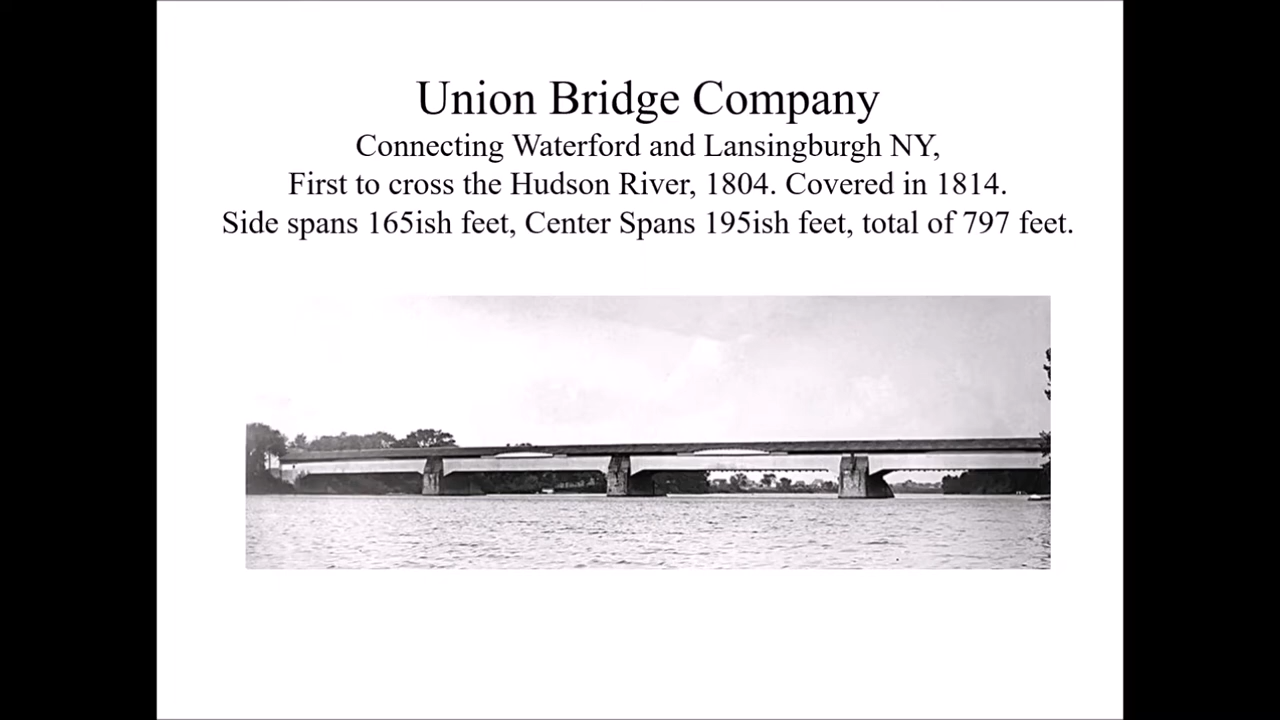 Union Bridge Company
Connecting Waterford and Lansingburgh NY,
First to cross the Hudson River, 1804. Covered in 1814.
Side spans 165ish feet, Center Spans 195ish feet, total of 797 feet.